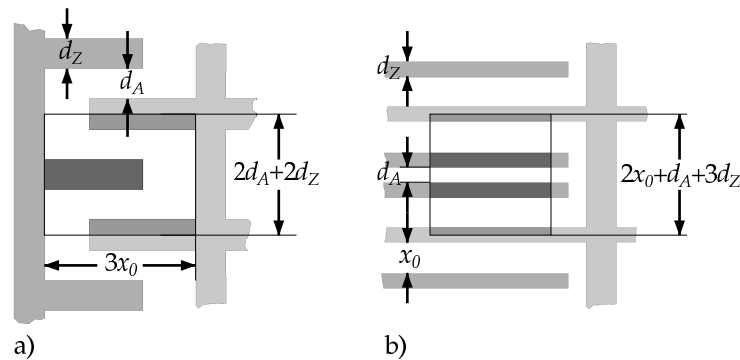 d_Z
d_A
2d_A+2d_Z
3x_0
a)
d_Z
d_A
2x_0+d_A+3d_Z
x_0
b)